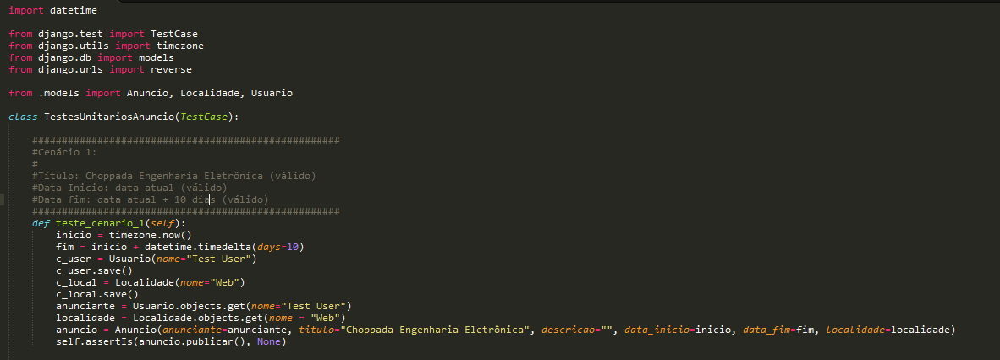 import datetime
from django.test import TestCase
from django.utils import timezone
from django.db import models
from django.urls import reverse
from .models import Anuncio, Localidade, Usuario
class TestesUnitariosAnuncio(TestCase):
##################################################
#Cenário 1:
#
#Título: Choppada Engenharia Eletrônica (válido)
#Data Inicio: data atual (válido)
#Data fim: data atual + 10 dias (válido)
##################################################
def teste_cenario_1(self):
inicio = timezone.now()
fim = inicio + datetime.timedelta(days=10)
c_user = Usuario(nome="Test User")
c_user.save()
c_local = Localidade(nome="Web")
c_local.save()
anunciante = Usuario.objects.get(nome="Test User")
localidade = Localidade.objects.get(nome = "Web")
anuncio = Anuncio(anunciante=anunciante, titulo="Choppada Engenharia Eletrônica", descricao="", data_inicio=inicio, data_fim=fim, localidade=localidade)
self.assertIs(anuncio.publicar(), None)